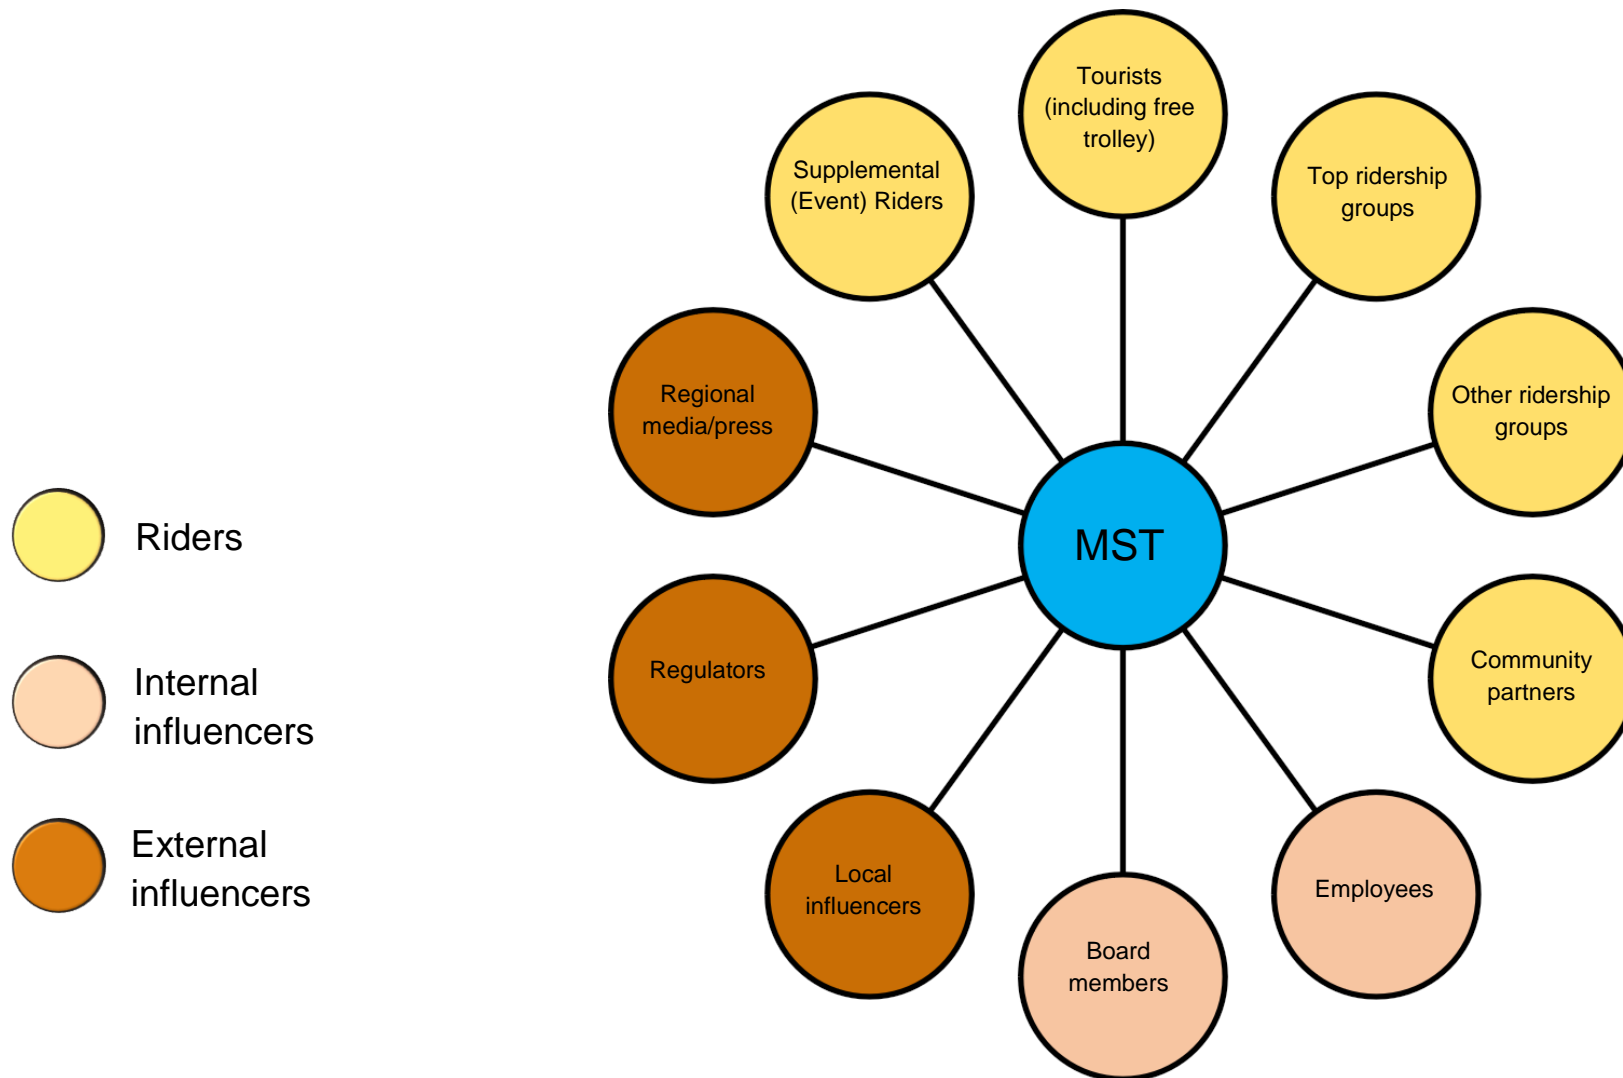 Tourists
(including free
trolley)
Supplemental
(Event) Riders
Top ridership
groups
Regional
media/press
Other ridership
groups
MST
Riders
Regulators
Community
partners
Internal
influencers
External
influencers
Local
influencers
Employees
Board
members